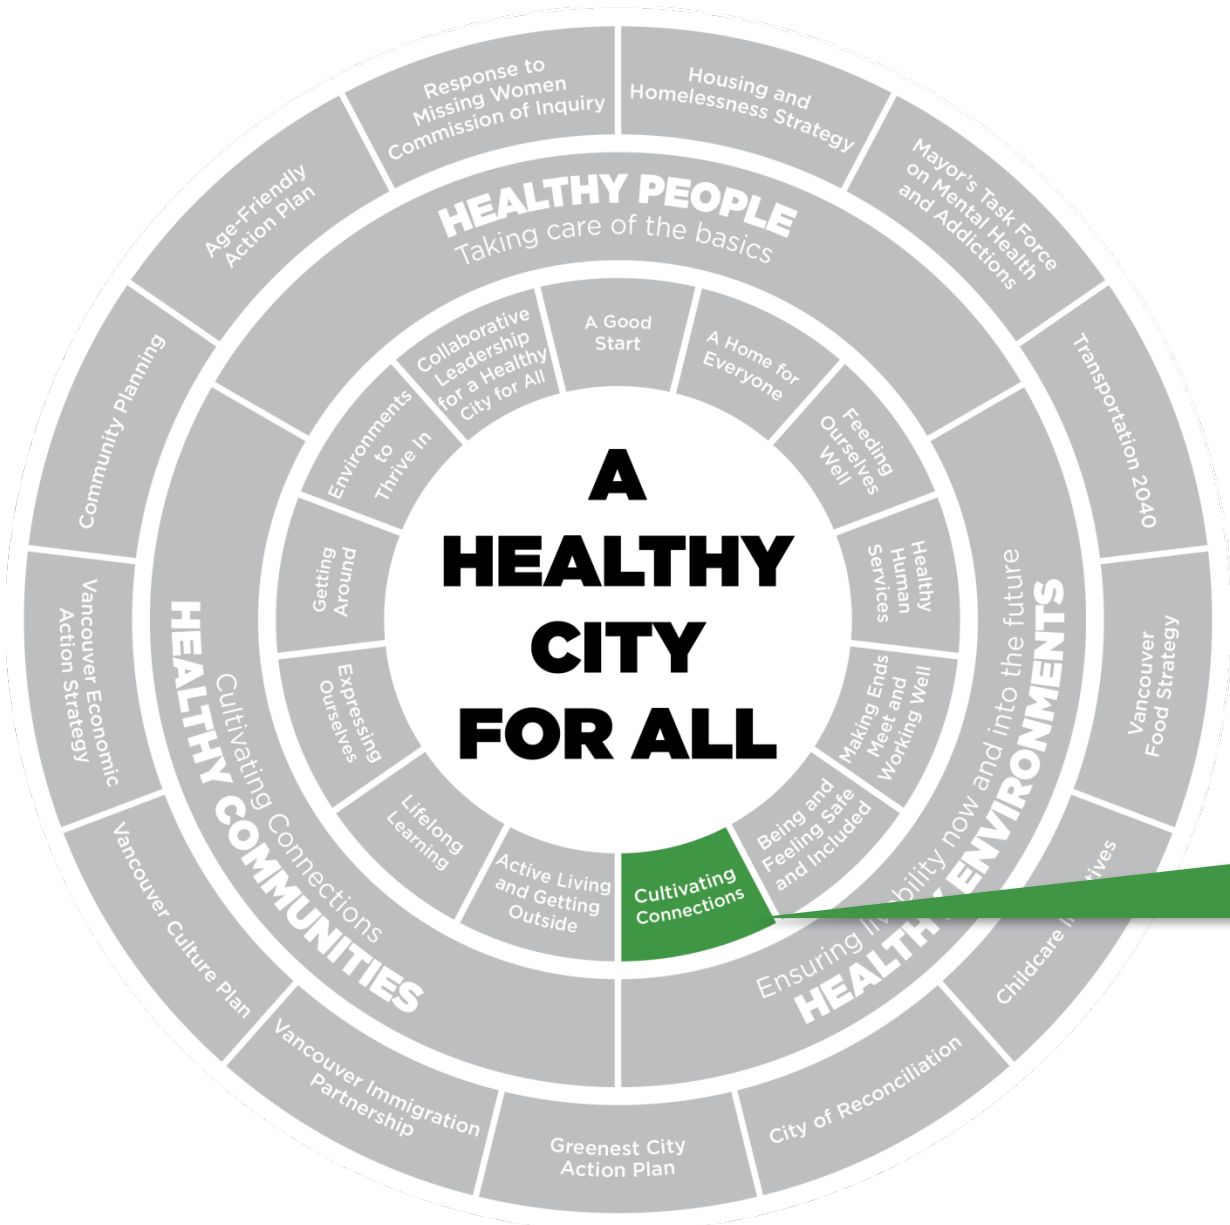 Response to
Missing Women
Commission of Inquiry
Housing and
Homelessness Strategy
Mayor's Task Force
on Mental Health
and Addictions
Transportation 2040
Vancouver
Food Strategy
Childcare
City of Reconciliation
Greenest City
Action Plan
Vancouver Immigration
Partnership
Vancouver Culture Plan
Vancouver Economic
Action Strategy
Community Planning
Age-Friendly
Action Plan
HEALTHY PEOPLE
Taking care of the basics
Ensuring livability now and into the future
HEALTHY ENVIRONMENTS
Cultivating Connections
HEALTHY COMMUNITIES
A Good
Start
A Home for
Everyone
Feeding
Ourselves
Well
Healthy
Human
Services
Making Ends
Meet and
Working Well
Being and
Feeling Safe
and Included
Cultivating
Connections
Active Living
and Getting
Outside
Lifelong
Learning
Expressing
Ourselves
Getting
Around
Environments
to
Thrive In
Collaborative
Leadership
for a Healthy
City for All
A
HEALTHY
CITY
FOR ALL